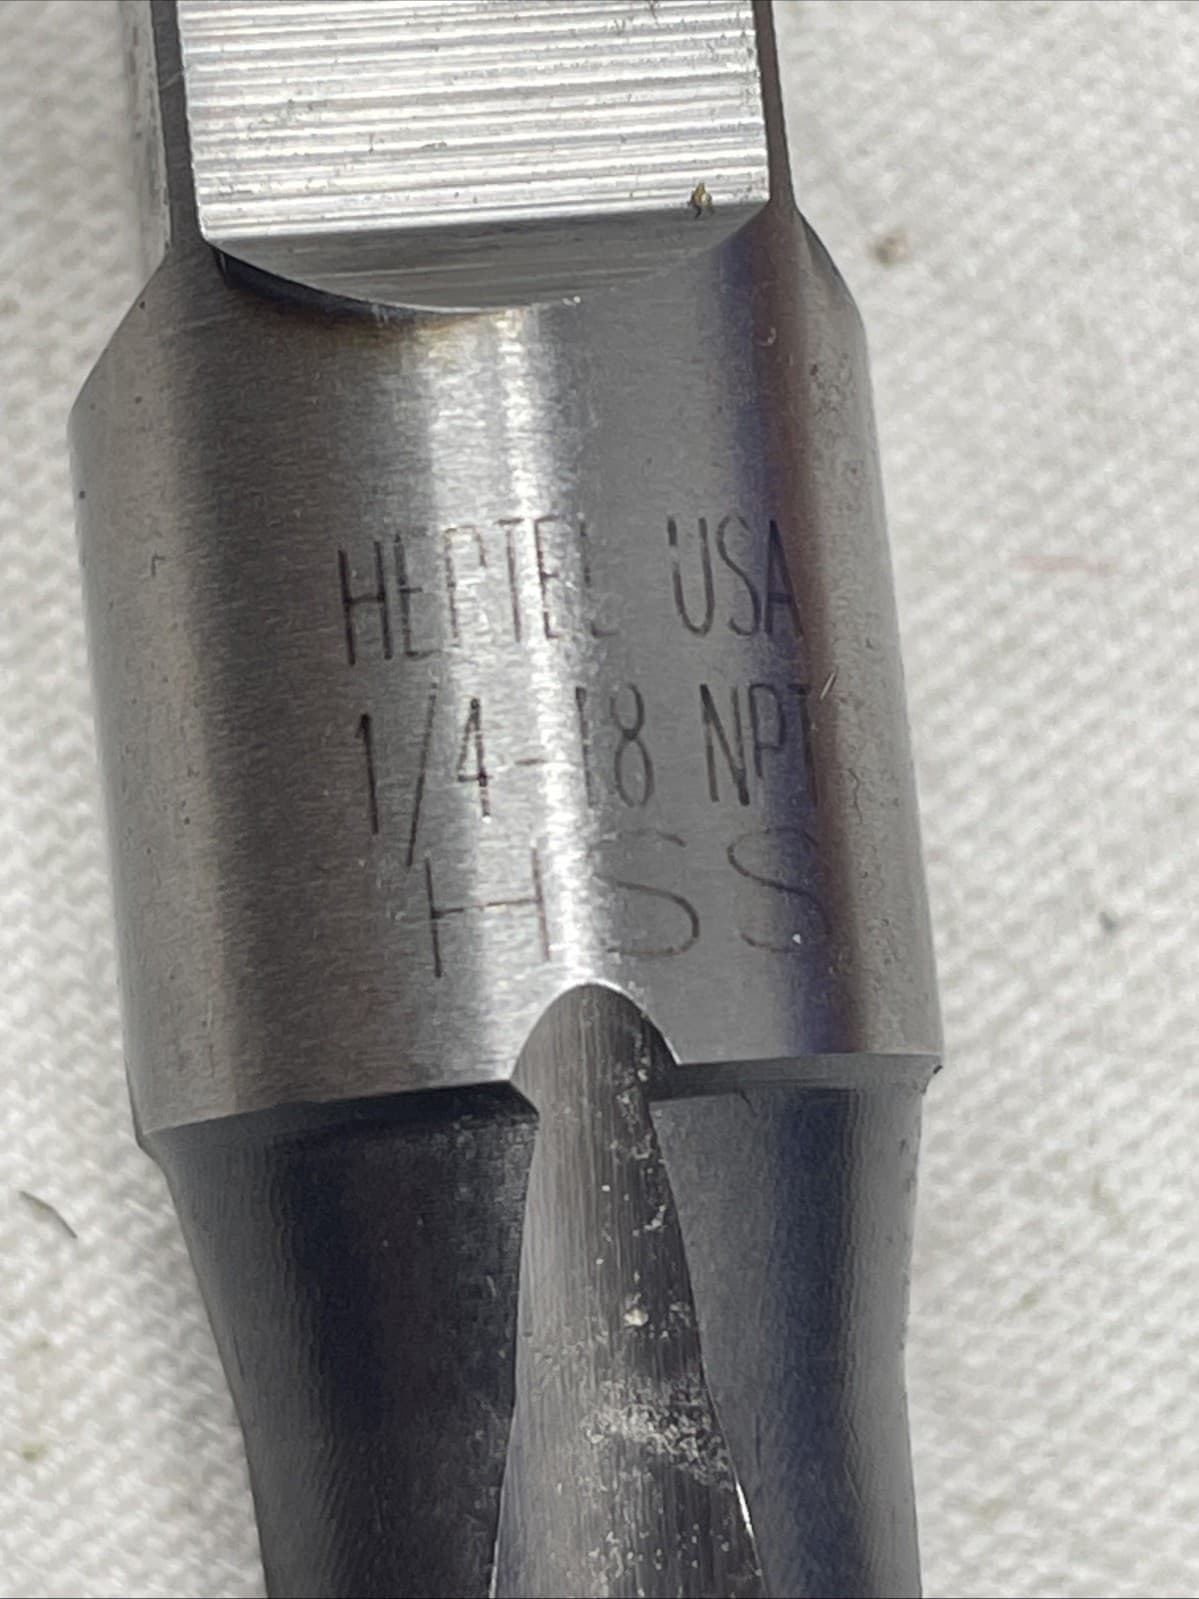 HERTEL USA
1/4-18 NPT
HSS